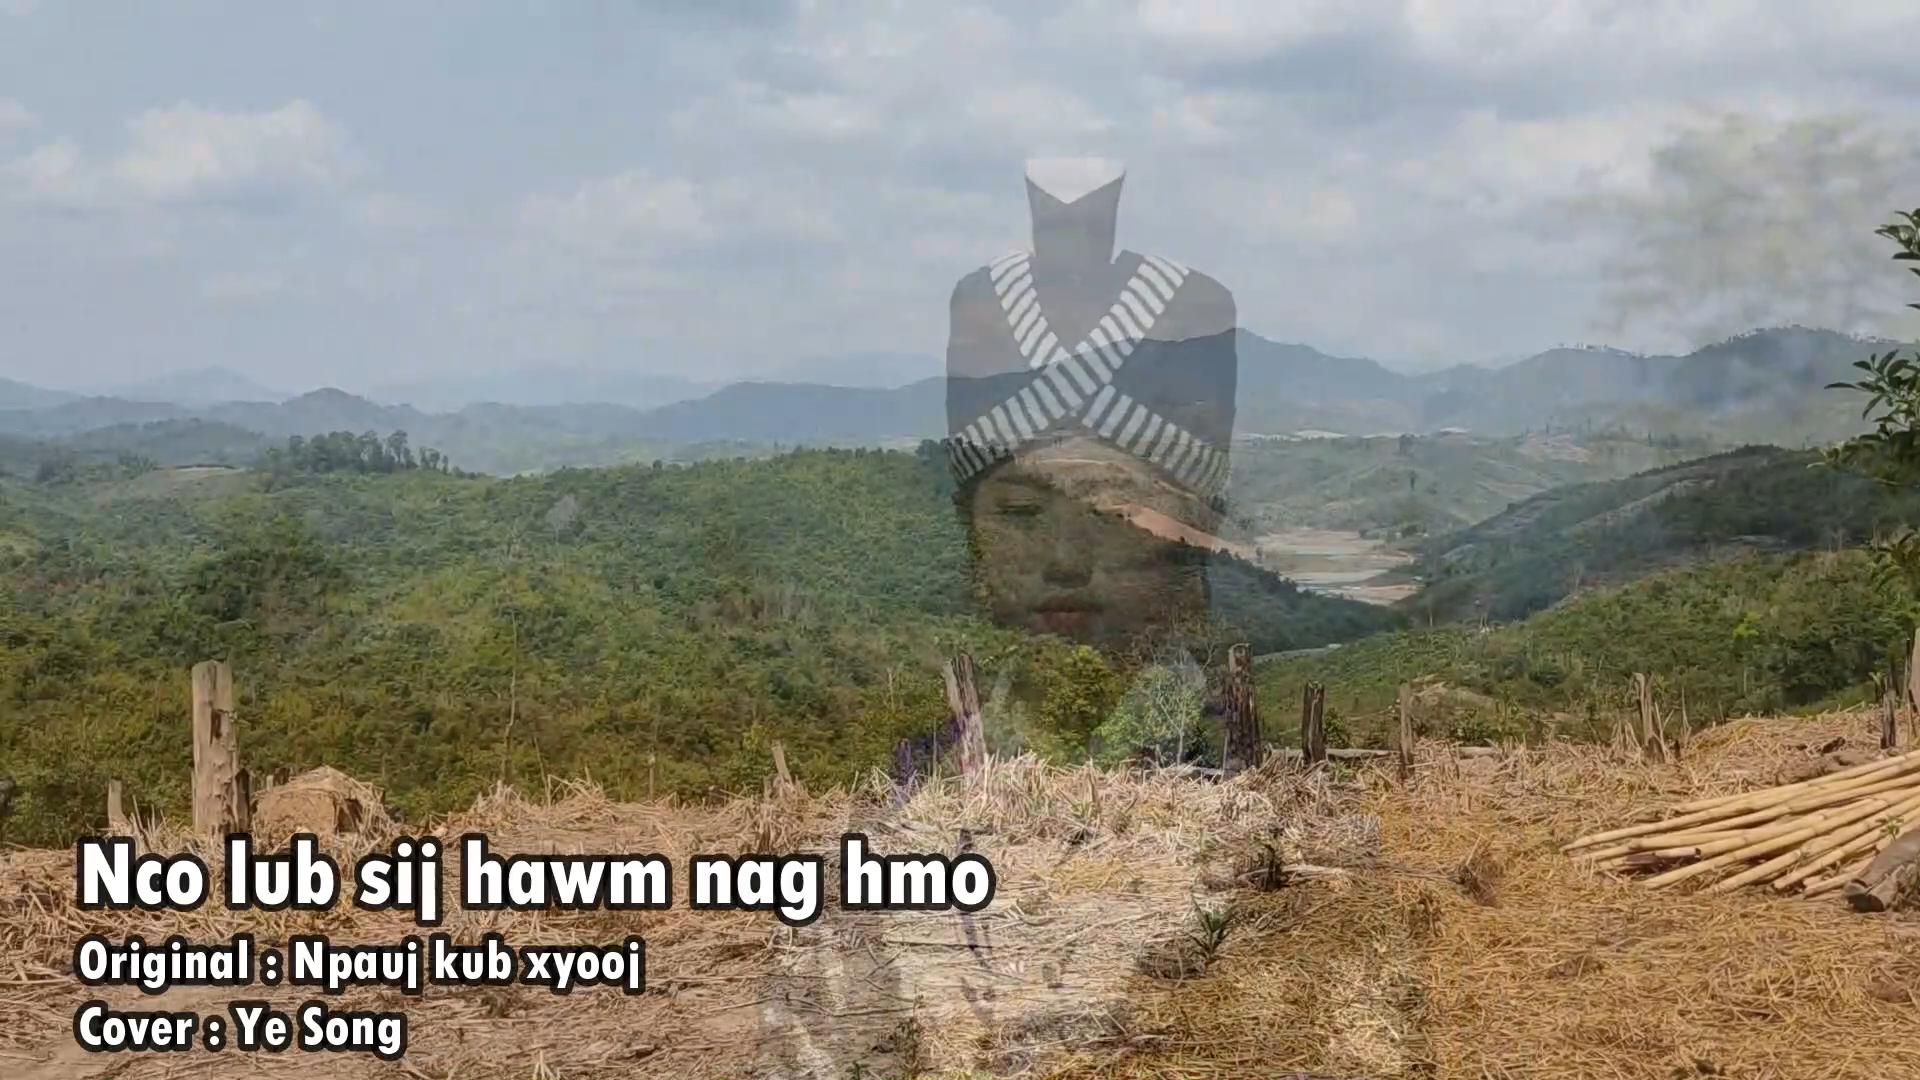 Nco lub sij hawm nag hmo
Original : Npauj kub xyooj
Cover : Ye Song